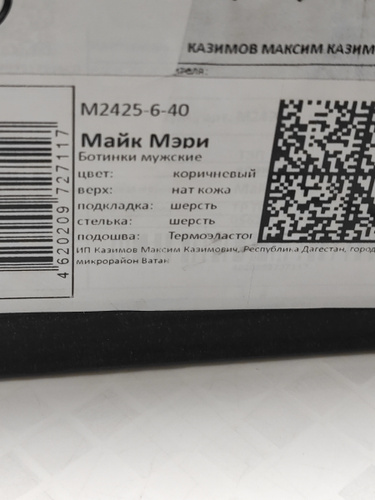 КАЗИМОВ МАКСИМ КАЗИМ
M2425-6-40
Майк Мэри
Ботинки мужские
цвет: коричневый
верх: нат кожа
подкладка: шерсть
стелька: шерсть
подошва: Термоэластог
ИП Казимов Максим Казимович, Республика Дагестан, город
микрорайон Ватан
4620209727117